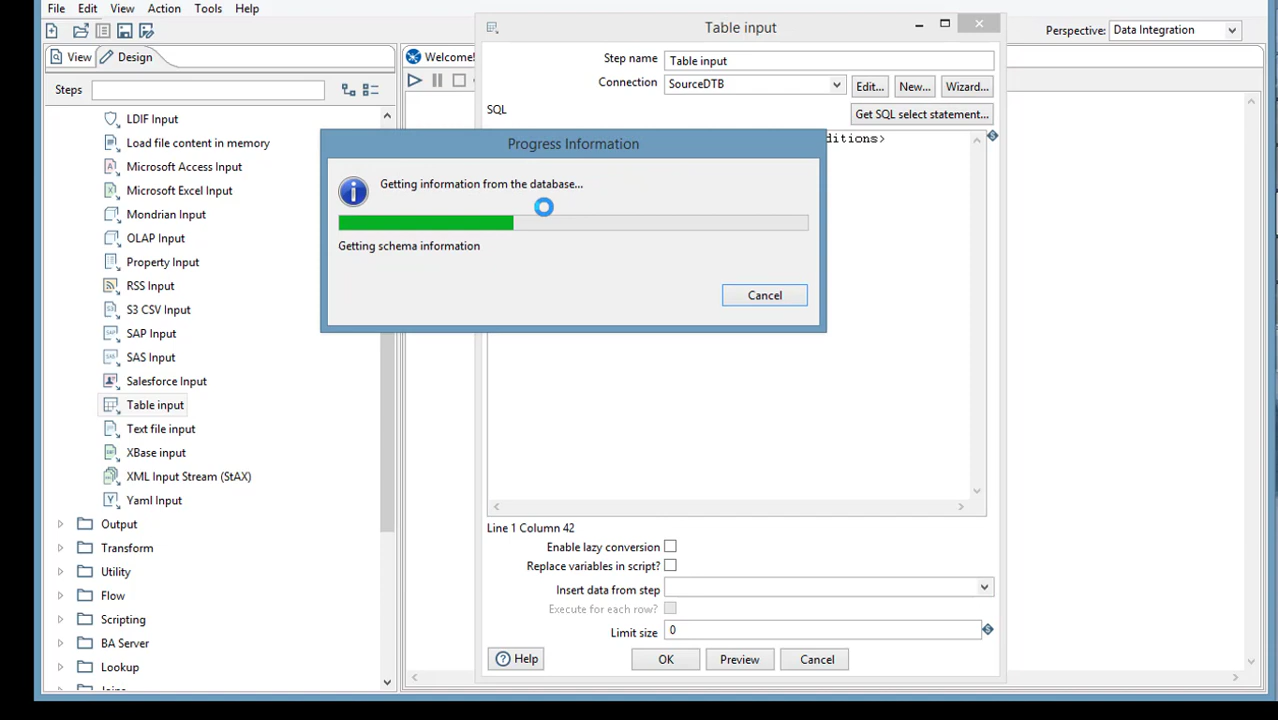 File Edit View Action Tools Help
Table input
Perspective: Data Integration
View Design
Welcome!
Step name Table input
Connection SourceDTB Edit... New... Wizard...
Steps
SQL
Get SQL select statement...
ditions>
LDIF Input
Load file content in memory
Microsoft Access Input
Microsoft Excel Input
Mondrian Input
OLAP Input
Property Input
RSS Input
S3 CSV Input
SAP Input
SAS Input
Salesforce Input
Table input
Text file input
XBase input
XML Input Stream (StAX)
Yaml Input
Output
Transform
Utility
Flow
Scripting
BA Server
Lookup
Progress Information
Getting information from the database...
Getting schema information
Cancel
Line 1 Column 42
Enable lazy conversion
Replace variables in script?
Insert data from step
Execute for each row?
Limit size 0
Help OK Preview Cancel